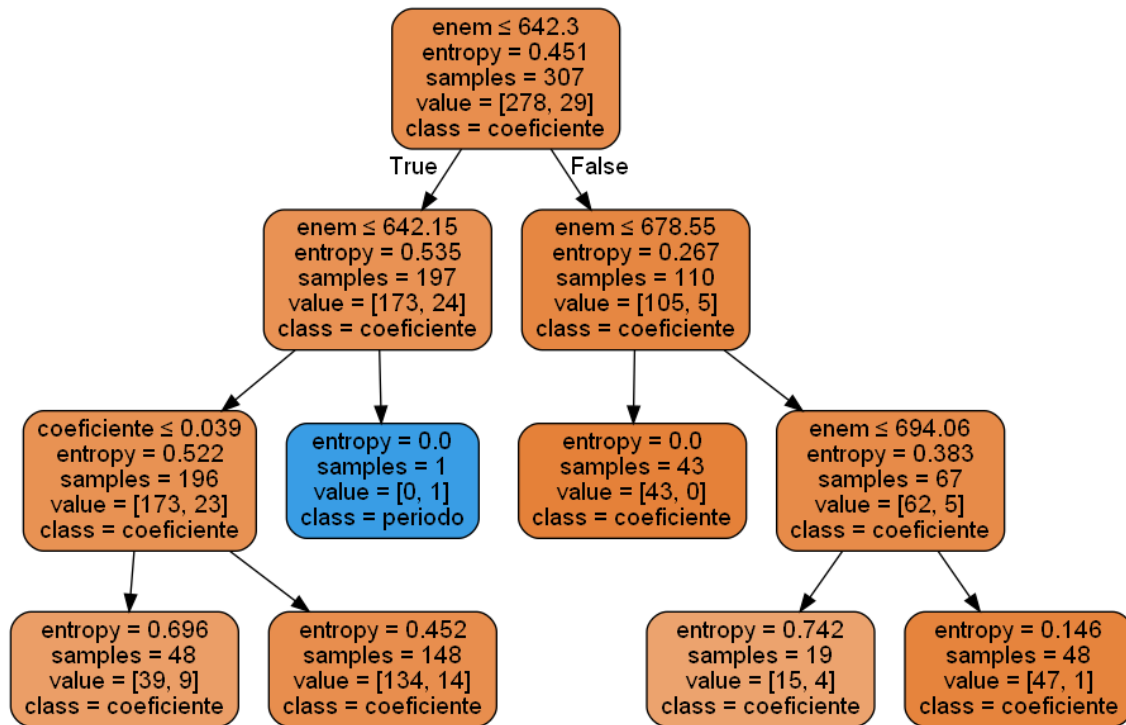 enem ≤ 642.3
entropy = 0.451
samples = 307
value = [278, 29]
class = coeficiente
True
False
enem ≤ 642.15
entropy = 0.535
samples = 197
value = [173, 24]
class = coeficiente
enem ≤ 678.55
entropy = 0.267
samples = 110
value = [105, 5]
class = coeficiente
coeficiente ≤ 0.039
entropy = 0.522
samples = 196
value = [173, 23]
class = coeficiente
entropy = 0.0
samples = 1
value = [0, 1]
class = periodo
entropy = 0.0
samples = 43
value = [43, 0]
class = coeficiente
enem ≤ 694.06
entropy = 0.383
samples = 67
value = [62, 5]
class = coeficiente
entropy = 0.696
samples = 48
value = [39, 9]
class = coeficiente
entropy = 0.452
samples = 148
value = [134, 14]
class = coeficiente
entropy = 0.742
samples = 19
value = [15, 4]
class = coeficiente
entropy = 0.146
samples = 48
value = [47, 1]
class = coeficiente